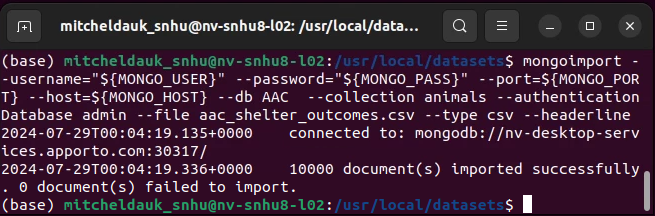 mitcheldauk_snhu@nv-snhu8-l02: /usr/local/data...
(base) mitcheldauk_snhu@nv-snhu8-l02:/usr/local/datasets$ mongoimport -
-username="${MONGO_USER}" --password="${MONGO_PASS}" --port=${MONGO_POR
T} --host=${MONGO_HOST} --db AAC  --collection animals --authentication
Database admin --file aac_shelter_outcomes.csv --type csv --headerline
2024-07-29T00:04:19.135+0000    connected to: mongodb://nv-desktop-serv
ices.apporto.com:30317/
2024-07-29T00:04:19.336+0000    10000 document(s) imported successfully
. 0 document(s) failed to import.
(base) mitcheldauk_snhu@nv-snhu8-l02:/usr/local/datasets$